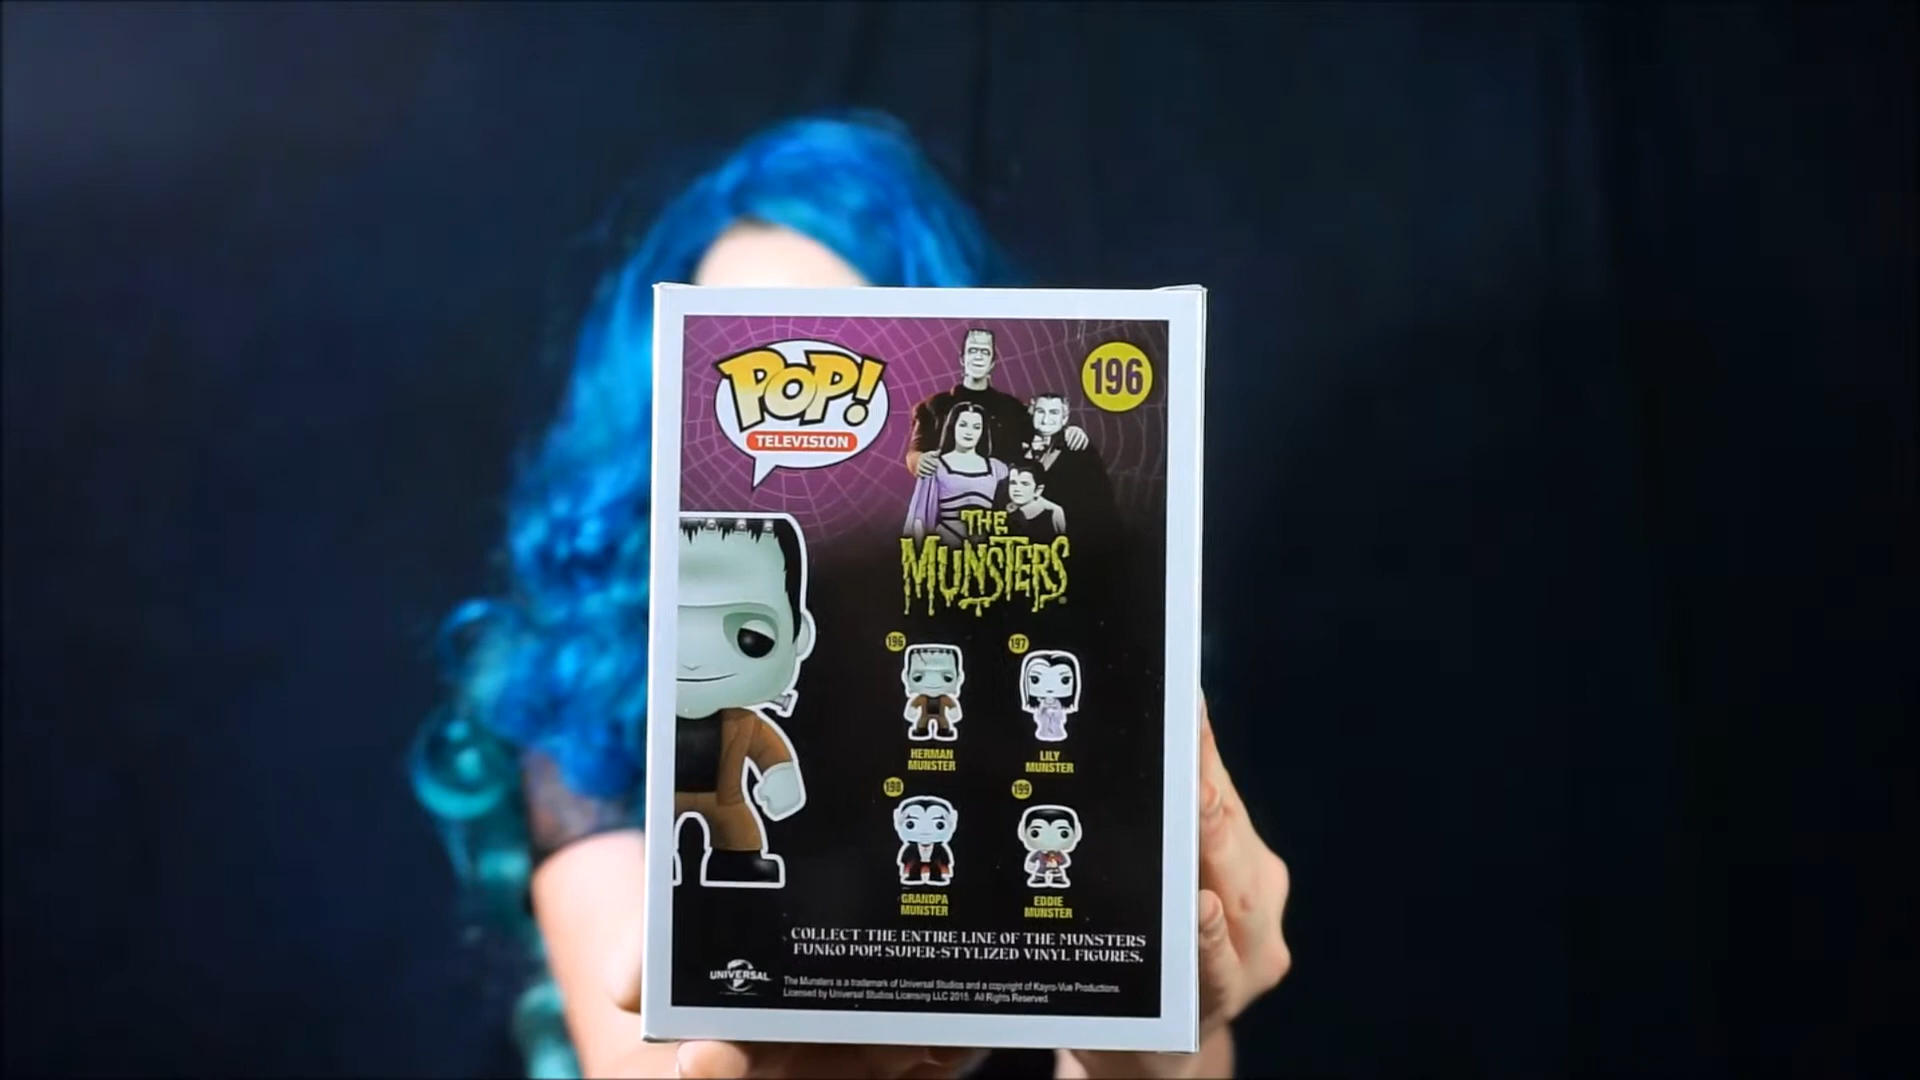 POP!
TELEVISION
196
THE
MUNSTERS
196
HERMAN
MUNSTER
197
LILY
MUNSTER
198
GRANDPA
MUNSTER
199
EDDIE
MUNSTER
COLLECT THE ENTIRE LINE OF THE MUNSTERS
FUNKO POP! SUPER-STYLIZED VINYL FIGURES.
UNIVERSAL
The Munsters is a trademark of Universal Studios and a copyright of Kayro-Vue Productions.
Licensed by Universal Studios Licensing LLC 2015. All Rights Reserved.